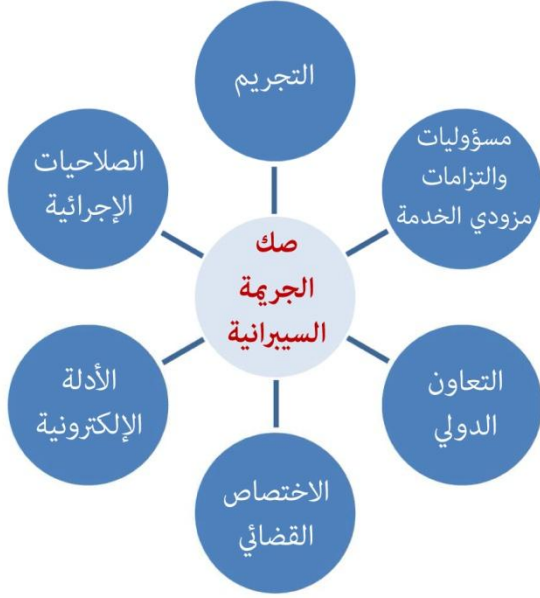 التجريم
مسؤوليات
والتزامات
مزودي الخدمة
الصلاحيات
الإجرائية
صك
الجريمة
السيبرانية
التعاون
الدولي
الأدلة
الإلكترونية
الاختصاص
القضائي